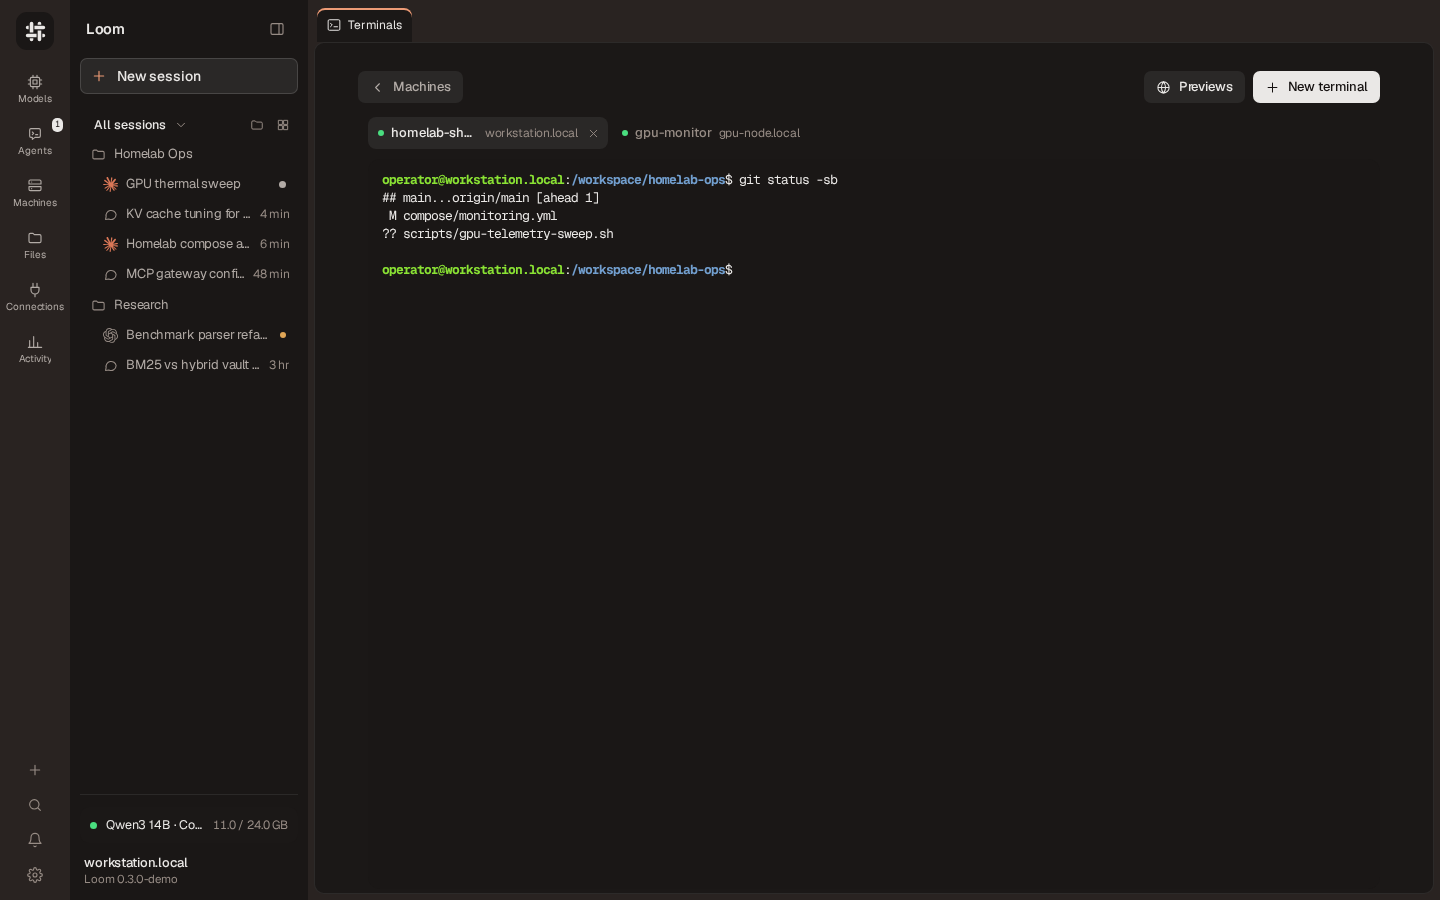 Loom
Terminals
New session
Machines
Previews
New terminal
Models
All sessions
1
Agents
homelab-sh... workstation.local
gpu-monitor gpu-node.local
Homelab Ops
GPU thermal sweep
Machines
KV cache tuning for ... 4 min
Homelab compose a... 6 min
Files
MCP gateway confi... 48 min
Connections
Research
Benchmark parser refa...
Activity
BM25 vs hybrid vault ... 3 hr
operator@workstation.local:/workspace/homelab-ops$ git status -sb
## main...origin/main [ahead 1]
M compose/monitoring.yml
?? scripts/gpu-telemetry-sweep.sh
operator@workstation.local:/workspace/homelab-ops$
Qwen3 14B · Co... 11.0 / 24.0 GB
workstation.local
Loom 0.3.0-demo